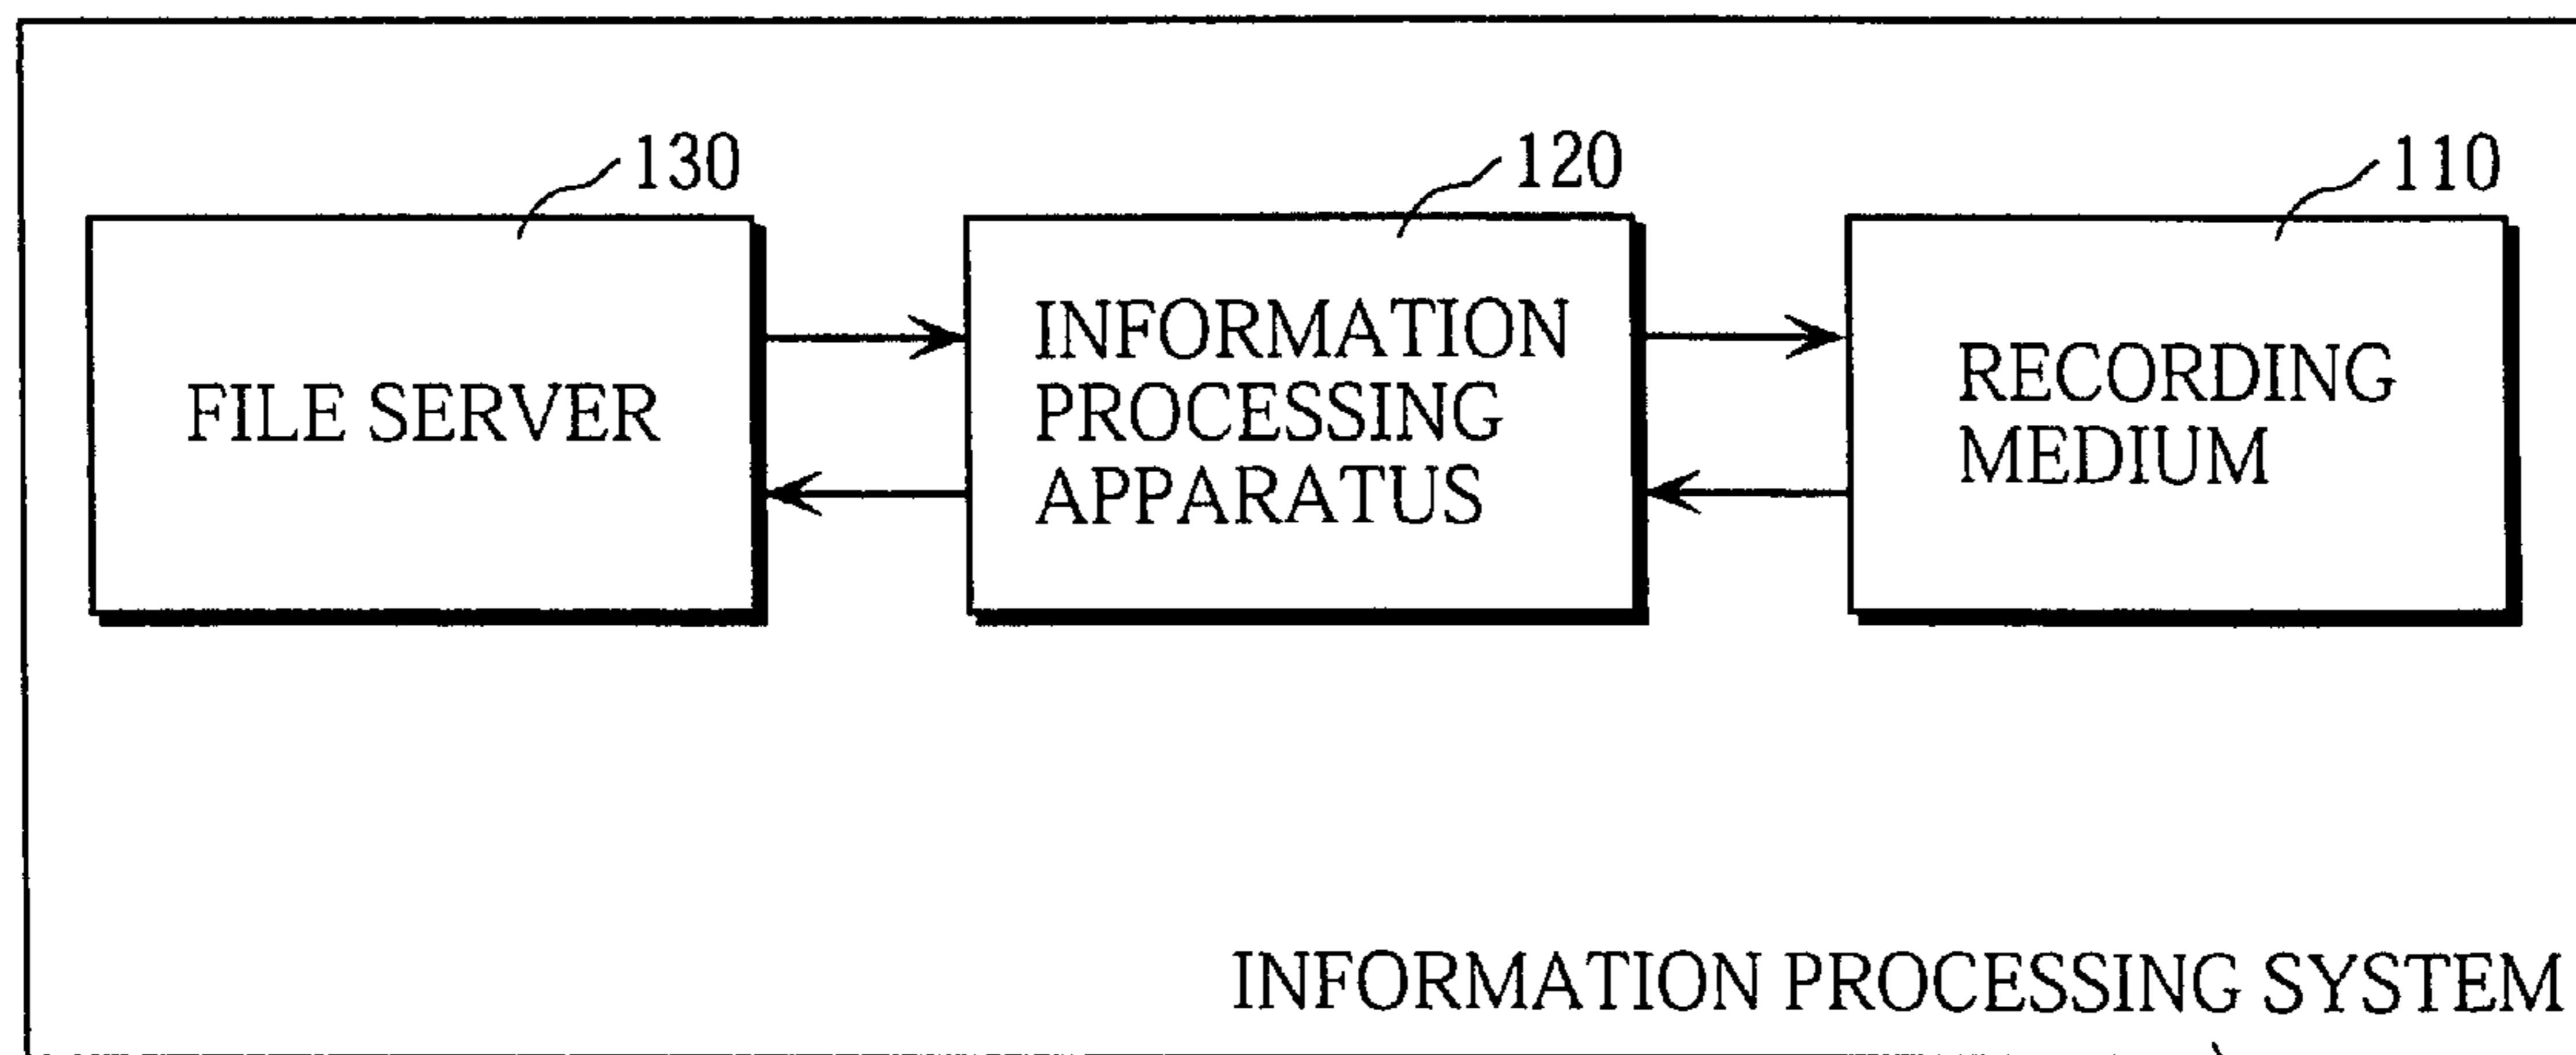 130
120
110
FILE SERVER
INFORMATION
PROCESSING
APPARATUS
RECORDING
MEDIUM
INFORMATION PROCESSING SYSTEM